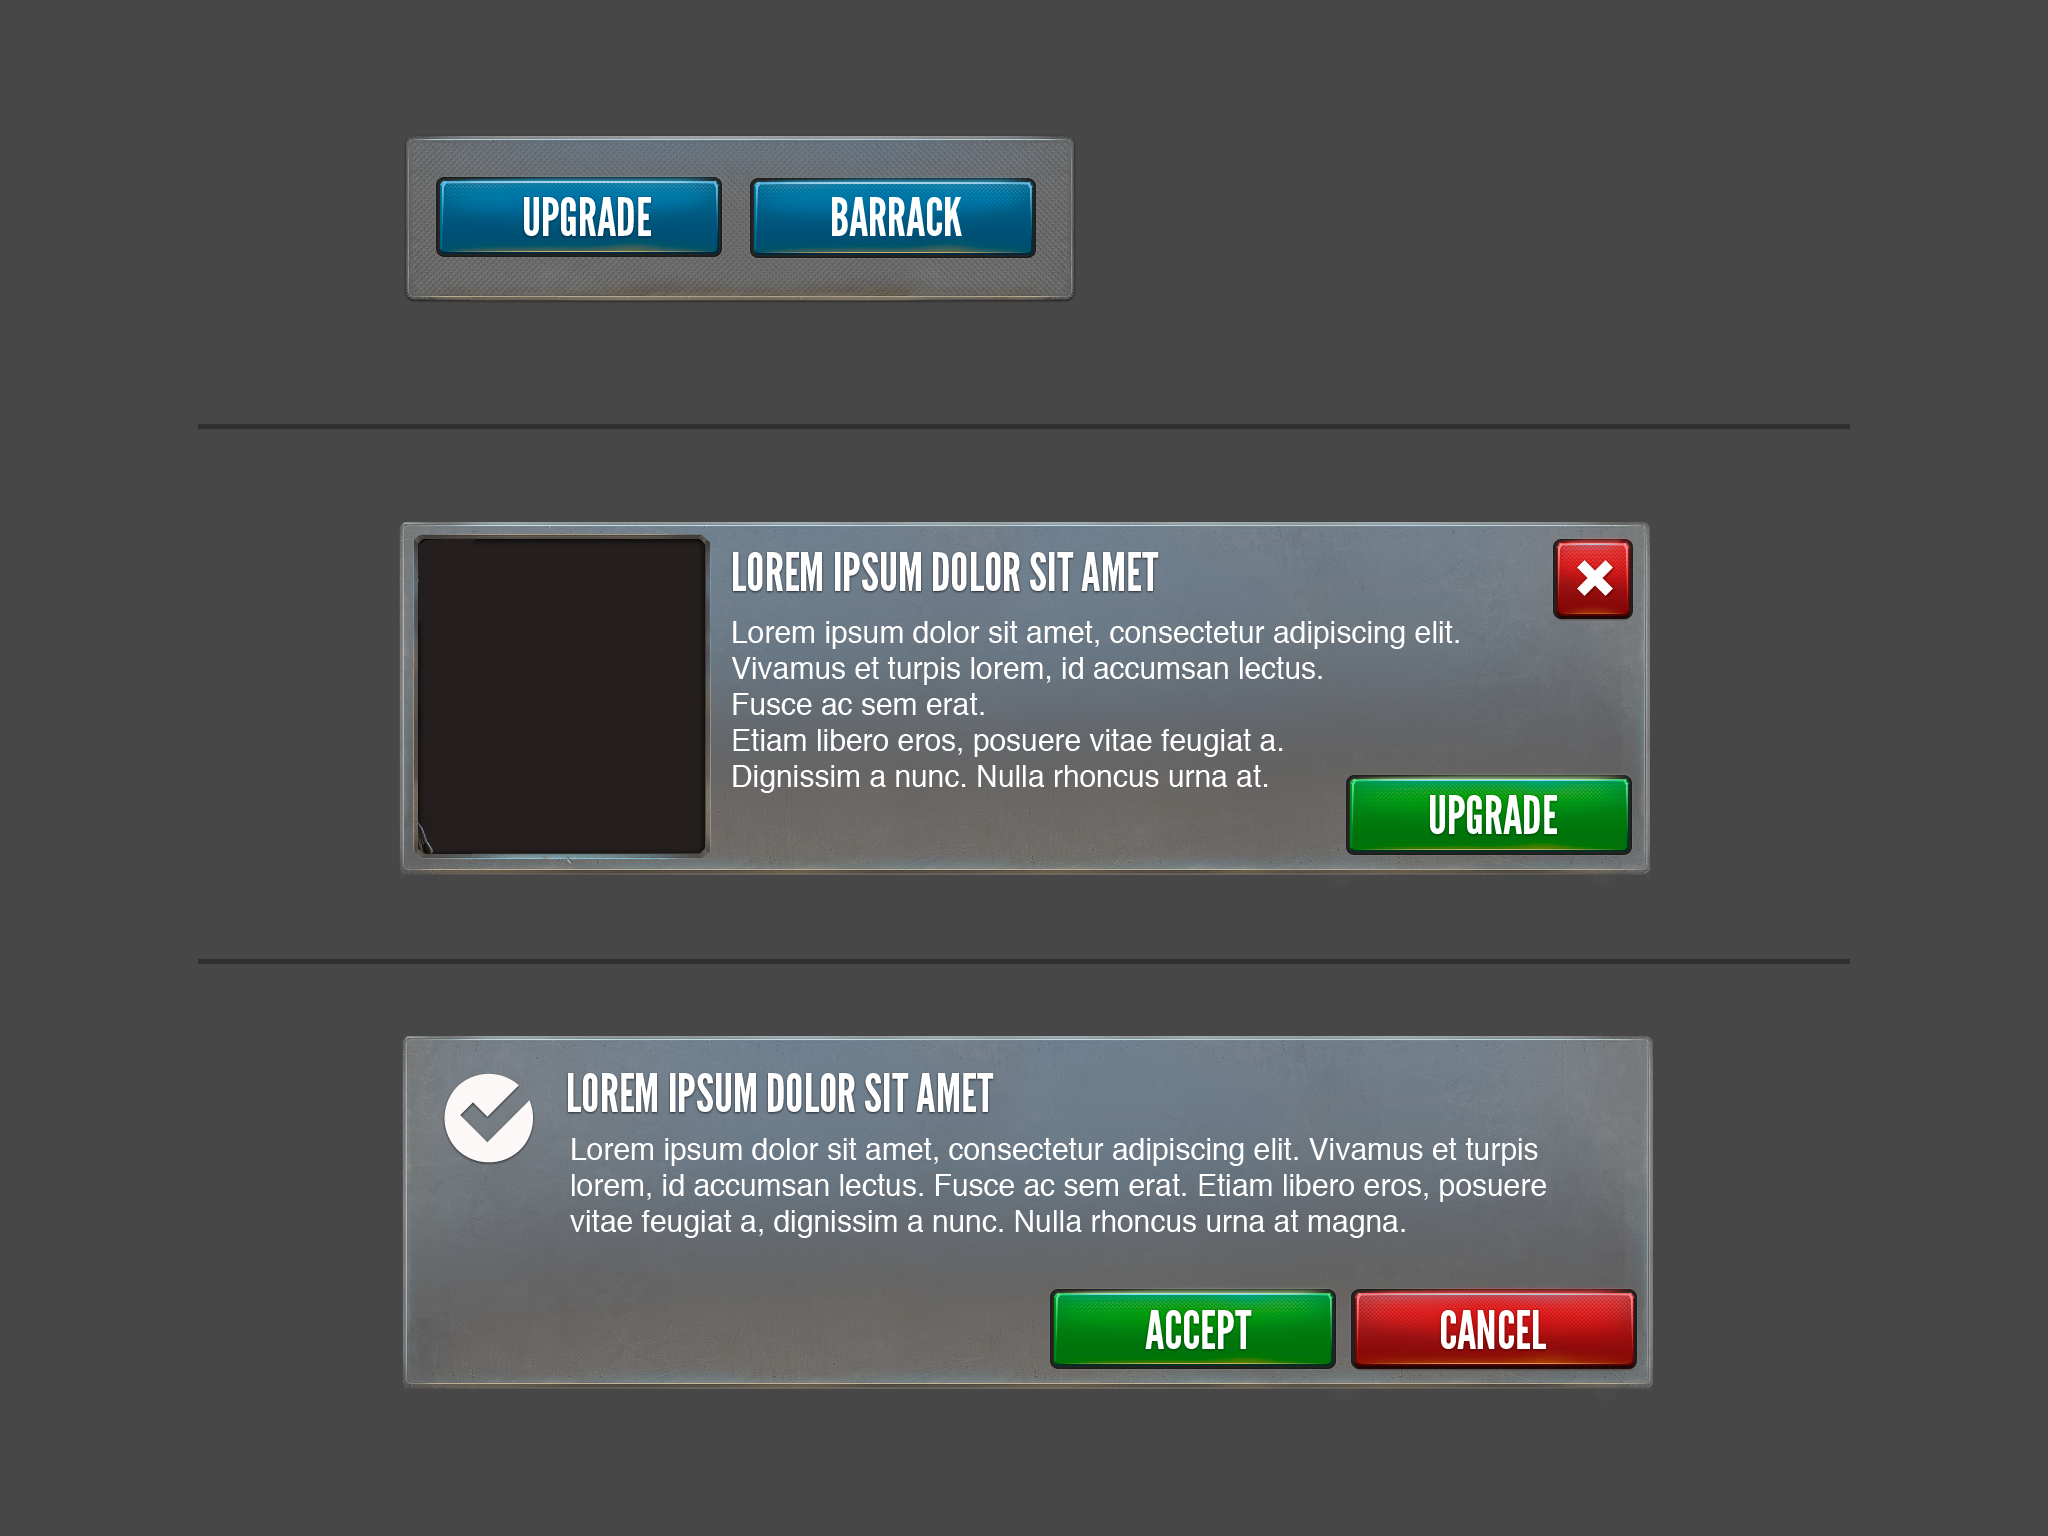 UPGRADE
BARRACK
LOREM IPSUM DOLOR SIT AMET
Lorem ipsum dolor sit amet, consectetur adipiscing elit.
Vivamus et turpis lorem, id accumsan lectus.
Fusce ac sem erat.
Etiam libero eros, posuere vitae feugiat a.
Dignissim a nunc. Nulla rhoncus urna at.
UPGRADE
LOREM IPSUM DOLOR SIT AMET
Lorem ipsum dolor sit amet, consectetur adipiscing elit. Vivamus et turpis
lorem, id accumsan lectus. Fusce ac sem erat. Etiam libero eros, posuere
vitae feugiat a, dignissim a nunc. Nulla rhoncus urna at magna.
ACCEPT
CANCEL